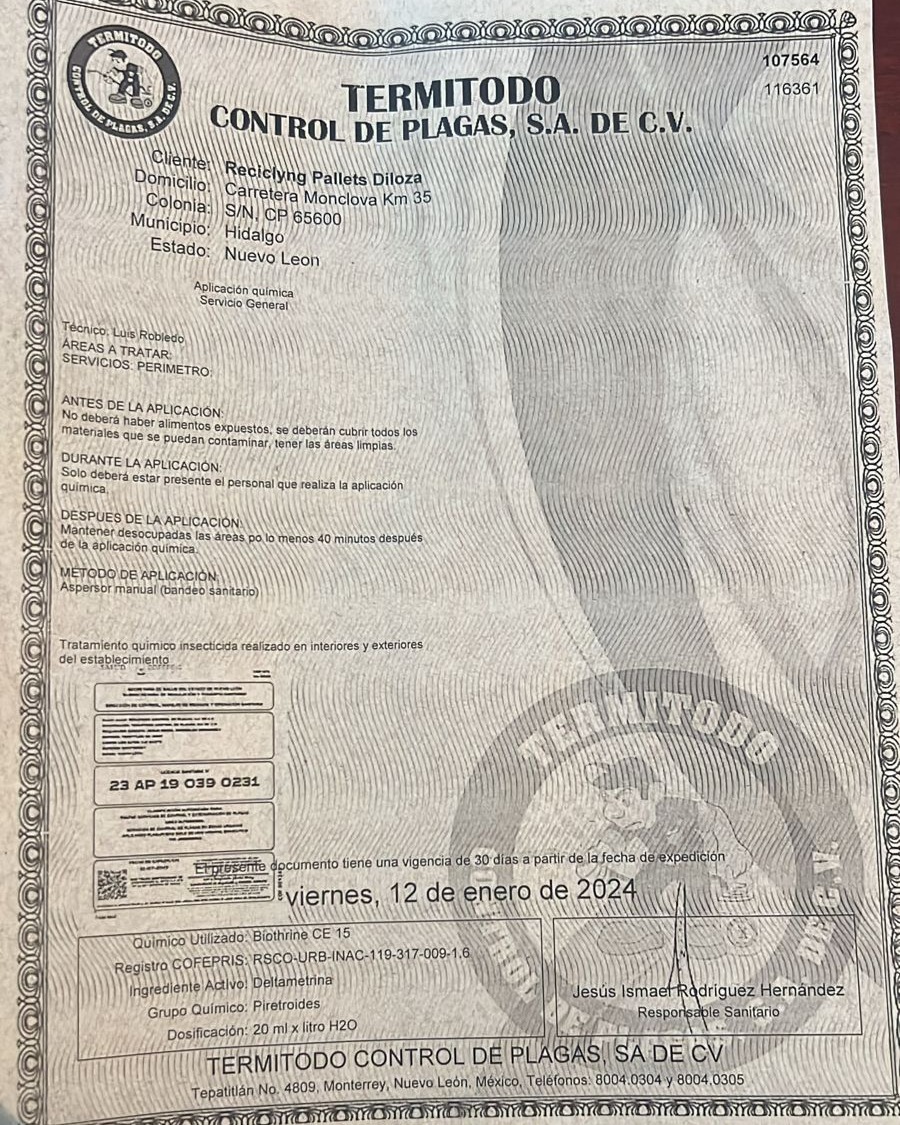 TERMITODO
CONTROL DE PLAGAS, S.A. DE C.V.
107564
116361
TERMITODO
CONTROL DE PLAGAS, S.A. DE C.V.
Cliente: Reciclyng Pallets Diloza
Domicilio: Carretera Monclova Km 35
Colonia: S/N, CP 65600
Municipio: Hidalgo
Estado: Nuevo Leon
Aplicación química
Servicio General
Técnico: Luis Robledo
ÁREAS A TRATAR:
SERVICIOS: PERIMETRO:
ANTES DE LA APLICACIÓN:
No deberá haber alimentos expuestos, se deberán cubrir todos los
materiales que se puedan contaminar, tener las áreas limpias.
DURANTE LA APLICACIÓN:
Solo deberá estar presente el personal que realiza la aplicación
química.
DESPUES DE LA APLICACIÓN:
Mantener desocupadas las áreas po lo menos 40 minutos después
de la aplicación química.
METODO DE APLICACIÓN:
Aspersor manual (bandeo sanitario)
Tratamiento químico insecticida realizado en interiores y exteriores
del establecimiento
23 AP 19 039 0231
TERMITODO
El presente documento tiene una vigencia de 30 días a partir de la fecha de expedición
viernes, 12 de enero de 2024
Quimico Utilizado: Biothrine CE 15
Registro COFEPRIS: RSCO-URB-INAC-119-317-009-1.6
Ingrediente Activo: Deltametrina
Grupo Químico: Piretroides
Dosificación: 20 ml x litro H2O
Jesús Ismael Rodríguez Hernández
Responsable Sanitario
TERMITODO CONTROL DE PLAGAS, SA DE CV
Tepatitlán No. 4809, Monterrey, Nuevo León, México, Teléfonos: 8004.0304 y 8004.0305